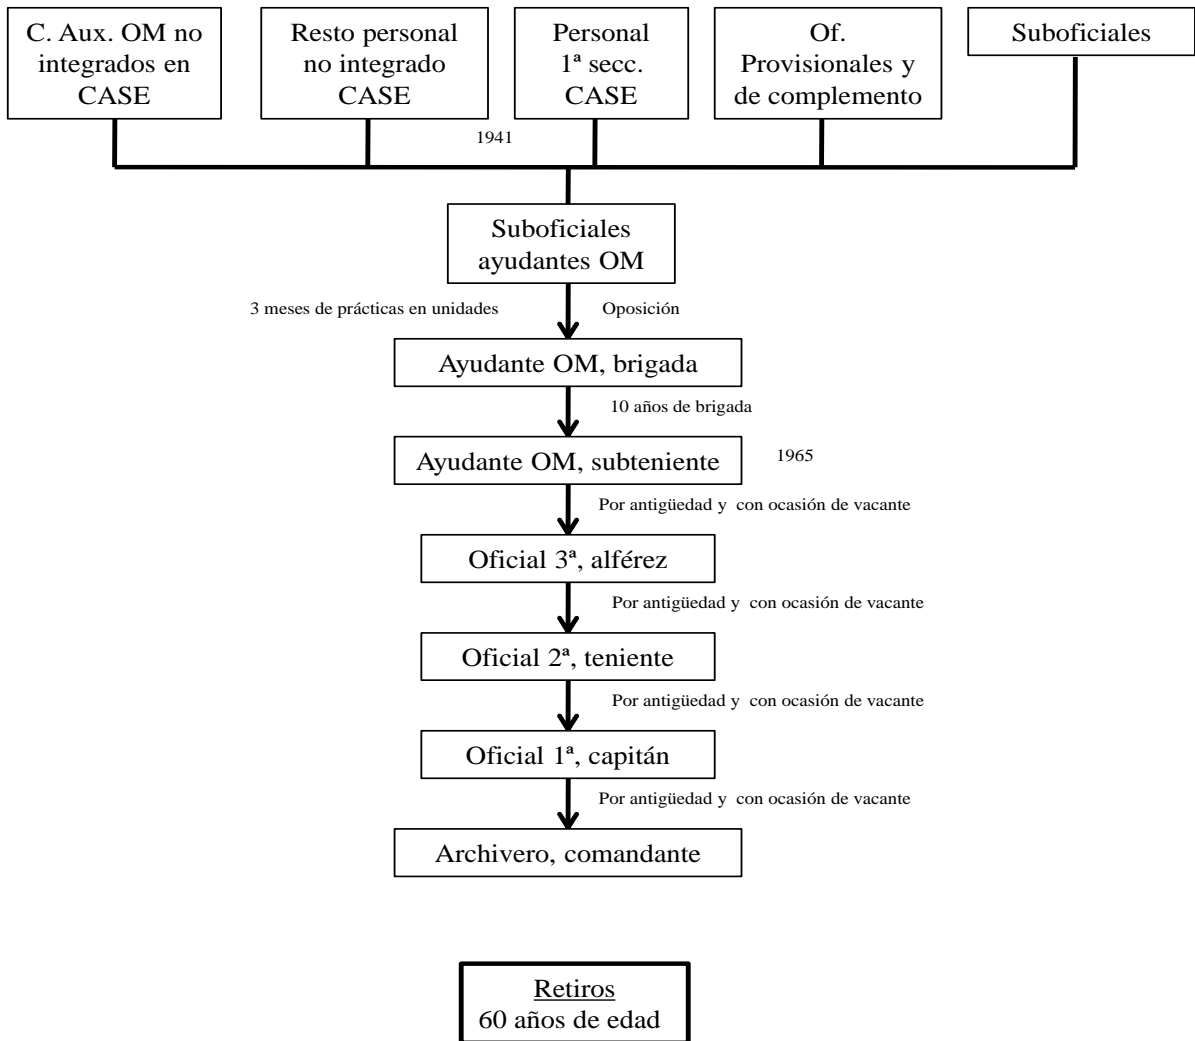 C. Aux. OM no
integrados en
CASE
Resto personal
no integrado
CASE
Personal
1ª secc.
CASE
Of.
Provisionales y
de complemento
Suboficiales
1941
Suboficiales
ayudantes OM
3 meses de prácticas en unidades
Oposición
Ayudante OM, brigada
10 años de brigada
Ayudante OM, subteniente
1965
Por antigüedad y con ocasión de vacante
Oficial 3ª, alférez
Por antigüedad y con ocasión de vacante
Oficial 2ª, teniente
Por antigüedad y con ocasión de vacante
Oficial 1ª, capitán
Por antigüedad y con ocasión de vacante
Archivero, comandante
Retiros
60 años de edad